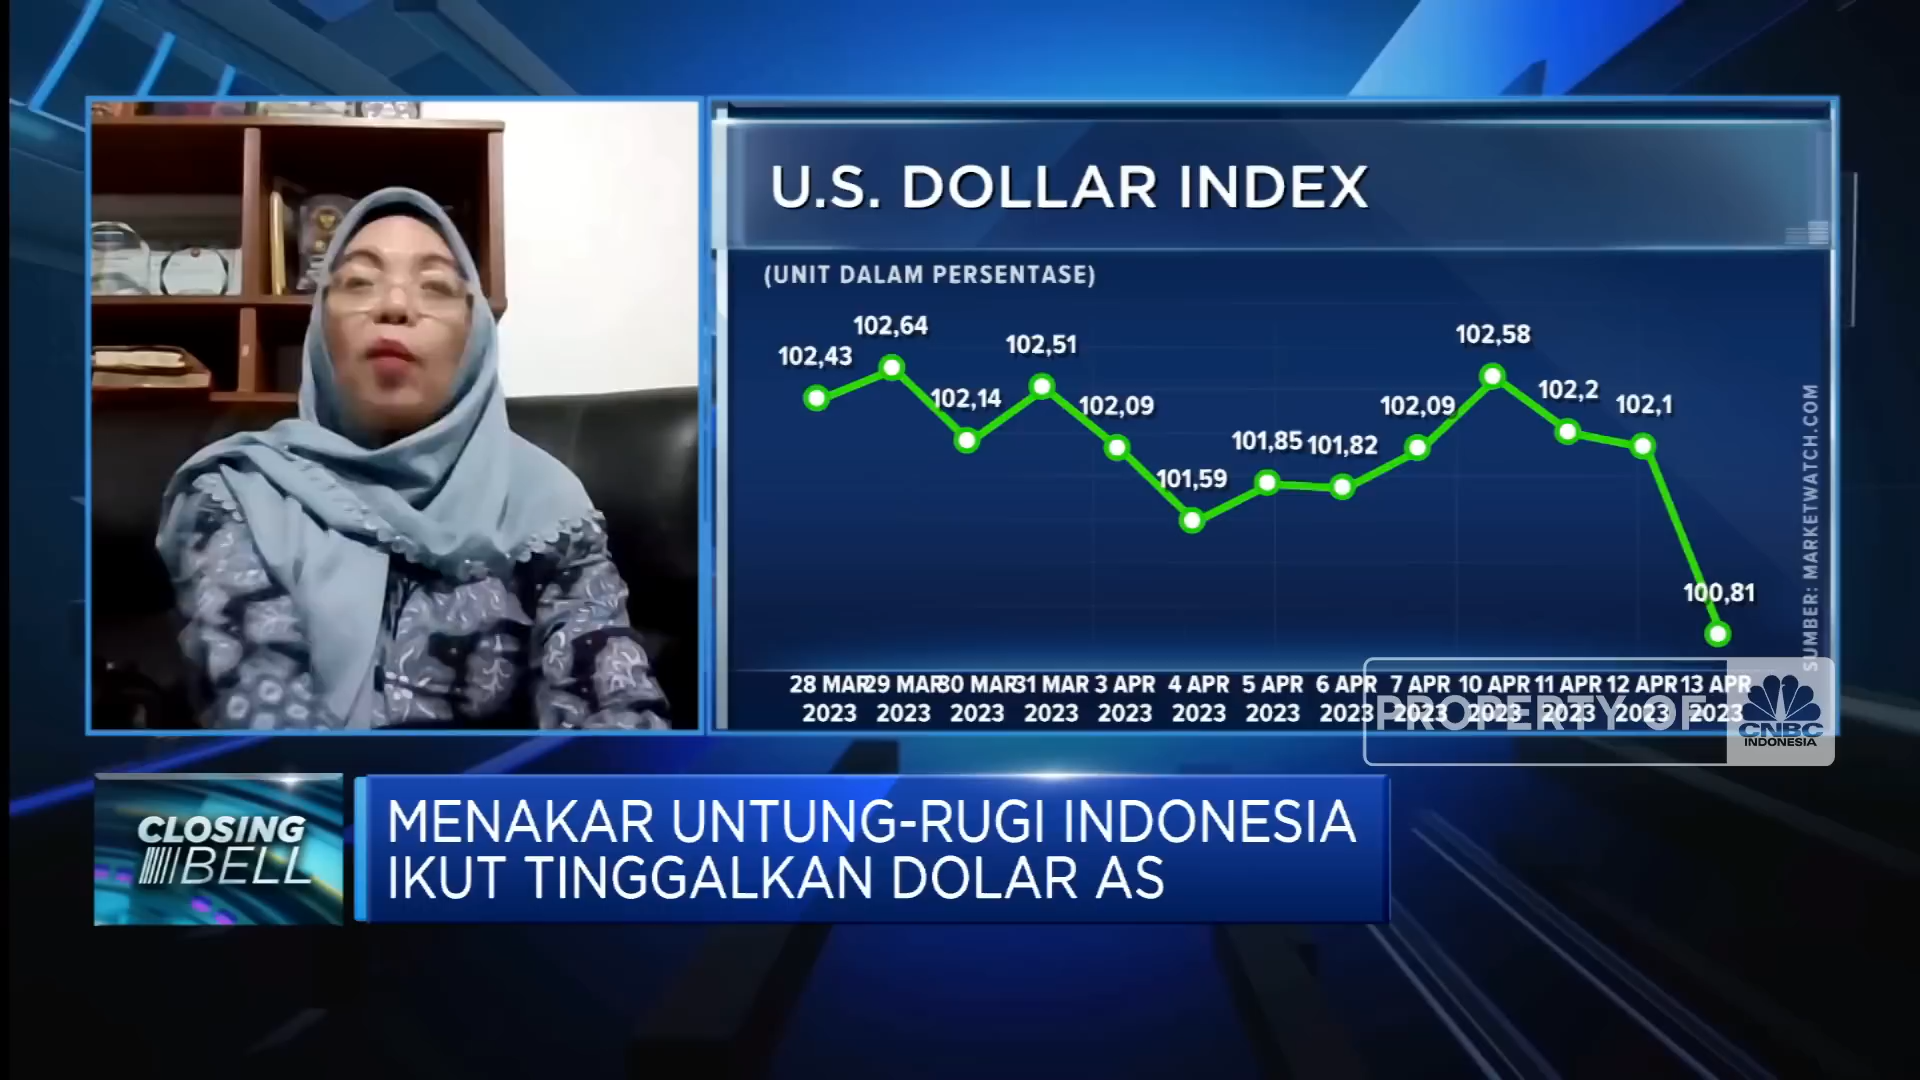 U.S. DOLLAR INDEX
(UNIT DALAM PERSENTASE)
102,43
102,64
102,14
102,51
102,09
101,59
101,85
101,82
102,09
102,58
102,2
102,1
100,81
SUMBER: MARKETWATCH.COM
28 MAR 29 MAR 30 MAR 31 MAR 3 APR 4 APR 5 APR 6 APR 7 APR 10 APR 11 APR 12 APR 13 APR
2023 2023 2023 2023 2023 2023 2023 2023 2023 2023 2023 2023 2023
PROPERTY OF
CNBC
INDONESIA
CLOSING
BELL
MENAKAR UNTUNG-RUGI INDONESIA
IKUT TINGGALKAN DOLAR AS